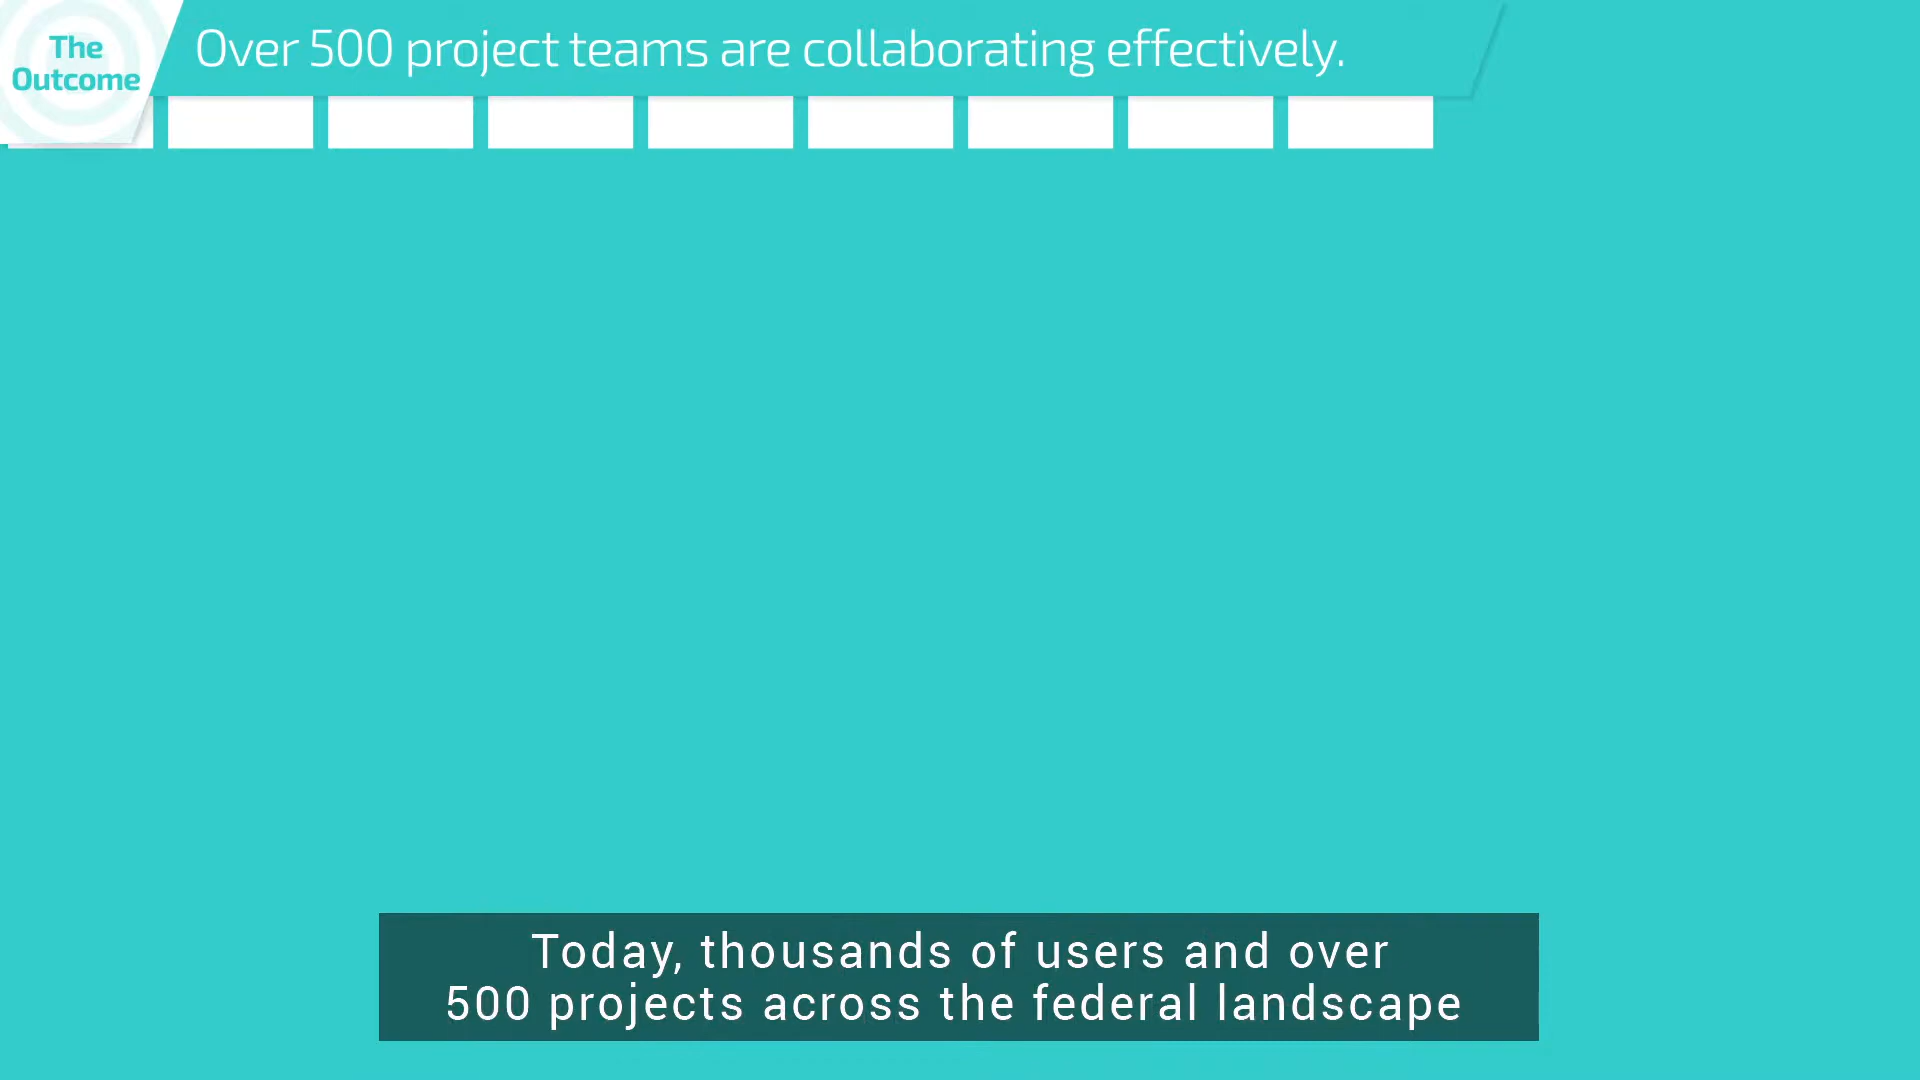 The
Outcome
Over 500 project teams are collaborating effectively.
Today, thousands of users and over
500 projects across the federal landscape